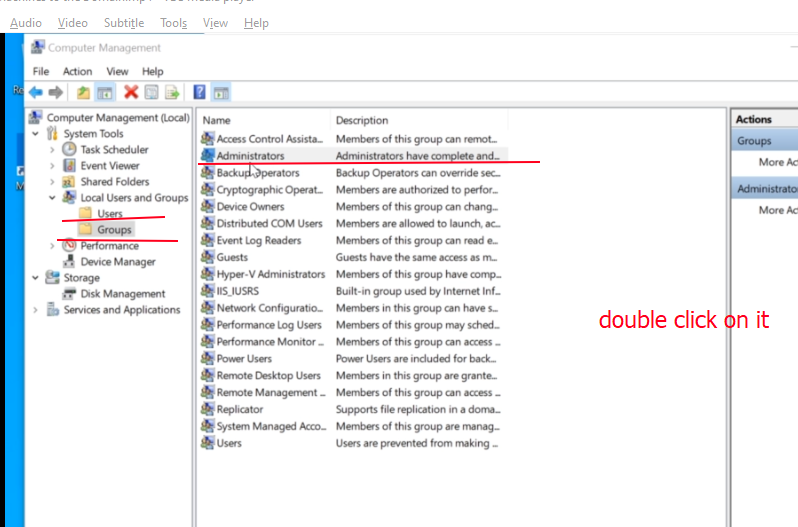 Audio Video Subtitle Tools View Help
Computer Management
File Action View Help
Computer Management (Local)
System Tools
Task Scheduler
Event Viewer
Shared Folders
Local Users and Groups
Users
Groups
Performance
Device Manager
Storage
Disk Management
Services and Applications
Name Description
Access Control Assista... Members of this group can remot...
Administrators Administrators have complete and...
Backup Operators Backup Operators can override sec...
Cryptographic Operat... Members are authorized to perfor...
Device Owners Members of this group can chang...
Distributed COM Users Members are allowed to launch, ac...
Event Log Readers Members of this group can read e...
Guests Guests have the same access as m...
Hyper-V Administrators Members of this group have comp...
IIS_IUSRS Built-in group used by Internet Inf...
Network Configuratio... Members in this group can have s...
Performance Log Users Members of this group may sched...
Performance Monitor ... Members of this group can access ...
Power Users Power Users are included for back...
Remote Desktop Users Members in this group are grante...
Remote Management ... Members of this group can access ...
Replicator Supports file replication in a doma...
System Managed Acco... Members of this group are manag...
Users Users are prevented from making ...
Actions
Groups
More Ac
Administrato
More Ac
double click on it